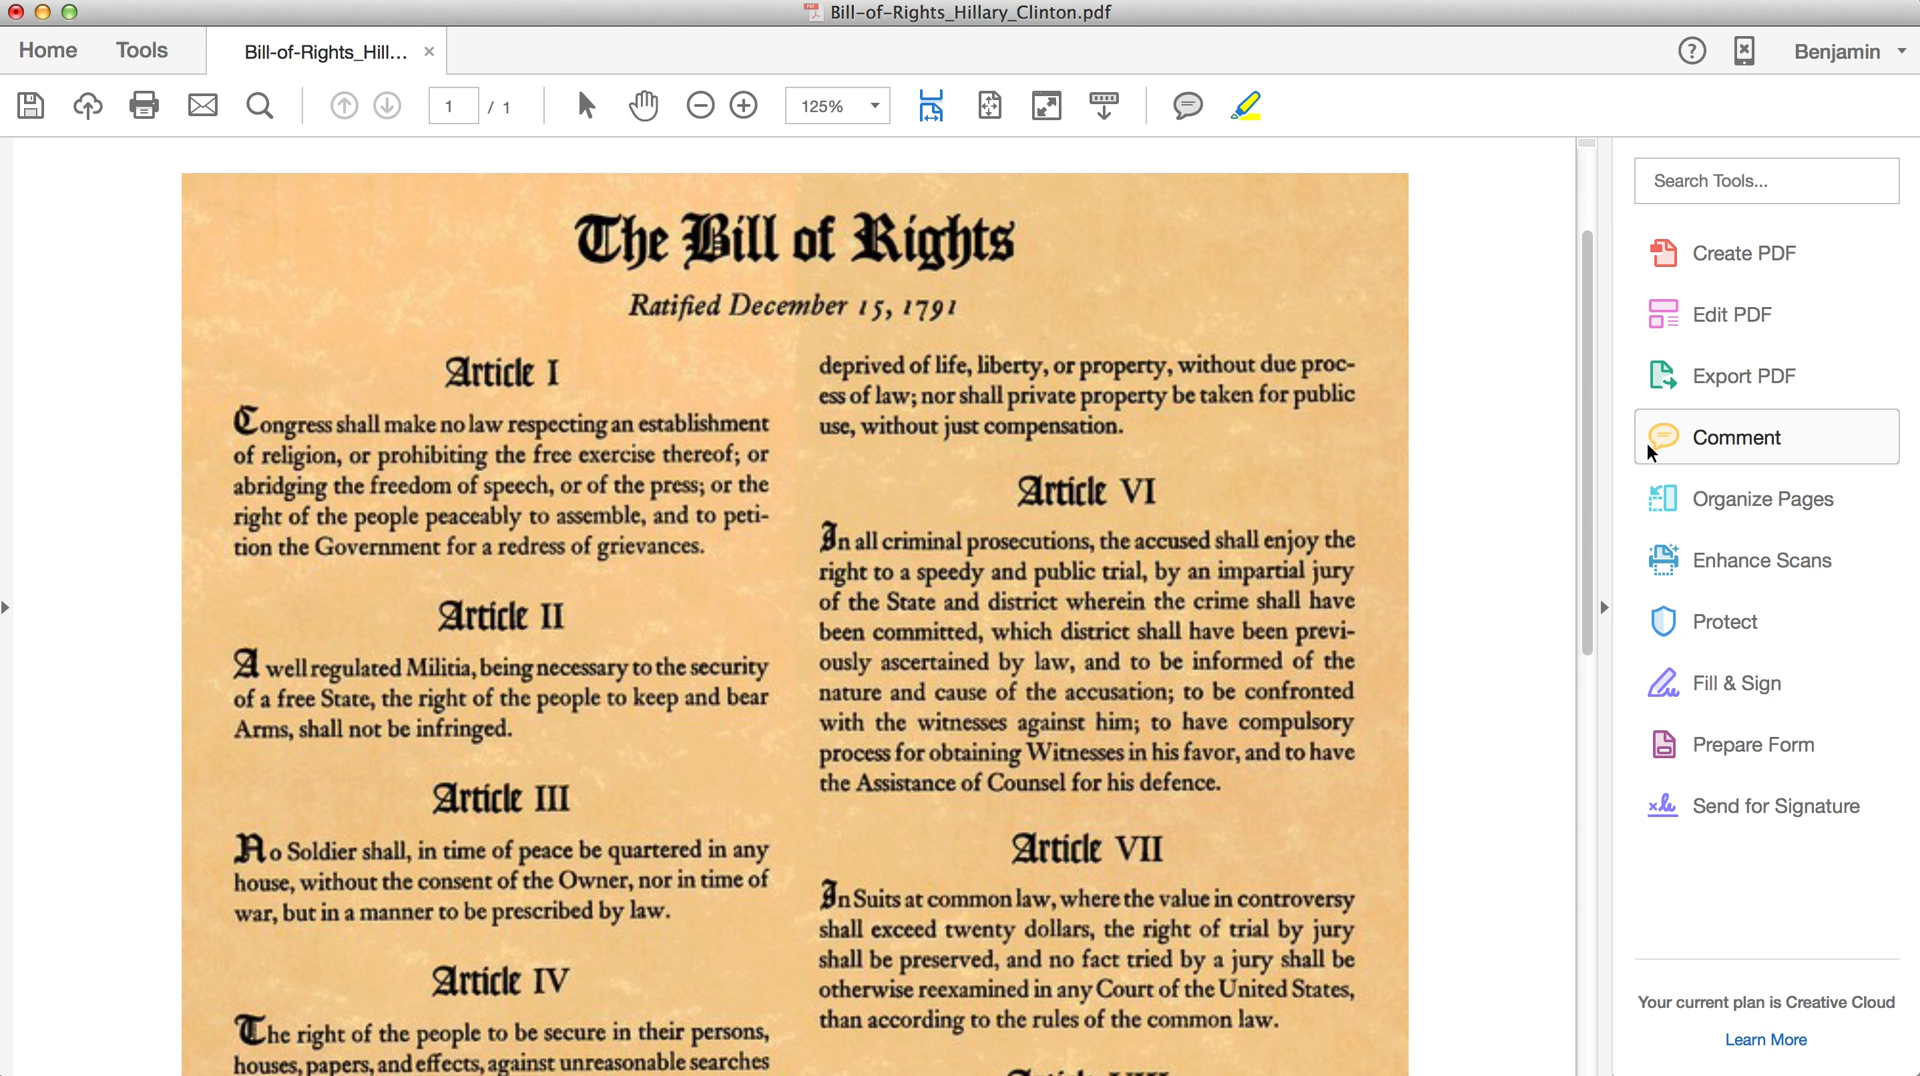 Bill-of-Rights_Hillary_Clinton.pdf
Home
Tools
Bill-of-Rights_Hill...
Benjamin
1
/ 1
125%
The Bill of Rights
Ratified December 15, 1791
Article I
Congress shall make no law respecting an establishment
of religion, or prohibiting the free exercise thereof; or
abridging the freedom of speech, or of the press; or the
right of the people peaceably to assemble, and to peti-
tion the Government for a redress of grievances.
Article II
A well regulated Militia, being necessary to the security
of a free State, the right of the people to keep and bear
Arms, shall not be infringed.
Article III
No Soldier shall, in time of peace be quartered in any
house, without the consent of the Owner, nor in time of
war, but in a manner to be prescribed by law.
Article IV
The right of the people to be secure in their persons,
houses, papers, and effects, against unreasonable searches
deprived of life, liberty, or property, without due proc-
ess of law; nor shall private property be taken for public
use, without just compensation.
Article VI
In all criminal prosecutions, the accused shall enjoy the
right to a speedy and public trial, by an impartial jury
of the State and district wherein the crime shall have
been committed, which district shall have been previ-
ously ascertained by law, and to be informed of the
nature and cause of the accusation; to be confronted
with the witnesses against him; to have compulsory
process for obtaining Witnesses in his favor, and to have
the Assistance of Counsel for his defence.
Article VII
In Suits at common law, where the value in controversy
shall exceed twenty dollars, the right of trial by jury
shall be preserved, and no fact tried by a jury shall be
otherwise reexamined in any Court of the United States,
than according to the rules of the common law.
Article VIII
Search Tools...
Create PDF
Edit PDF
Export PDF
Comment
Organize Pages
Enhance Scans
Protect
Fill & Sign
Prepare Form
Send for Signature
Your current plan is Creative Cloud
Learn More